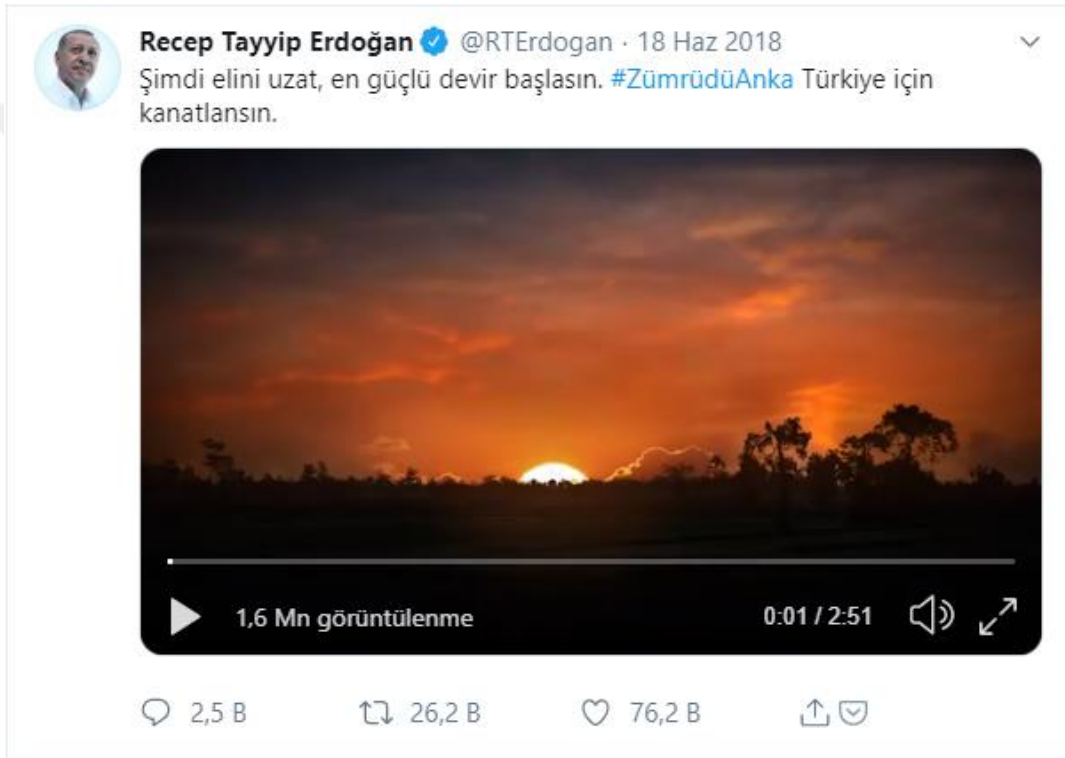 Recep Tayyip Erdoğan @RTErdogan · 18 Haz 2018
Şimdi elini uzat, en güçlü devir başlasın. #ZümrüdüAnka Türkiye için
kanatlansın.
1,6 Mn görüntülenme 0:01 / 2:51
2,5 B 26,2 B 76,2 B